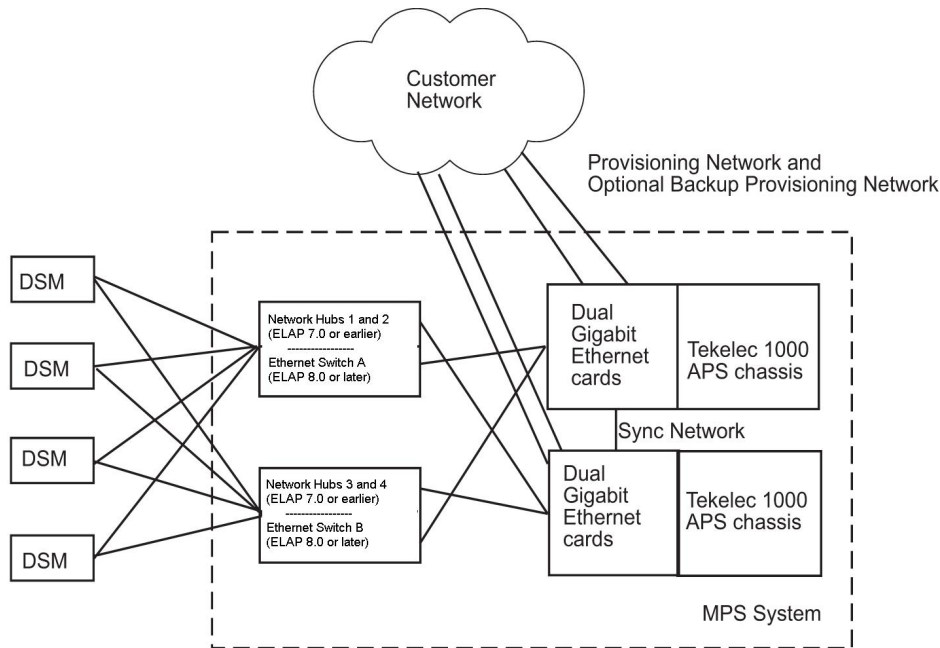 Customer
Network
Provisioning Network and
Optional Backup Provisioning Network
DSM
DSM
DSM
DSM
Network Hubs 1 and 2
(ELAP 7.0 or earlier)
-----------------
Ethernet Switch A
(ELAP 8.0 or later)
Network Hubs 3 and 4
(ELAP 7.0 or earlier)
-----------------
Ethernet Switch B
(ELAP 8.0 or later)
Dual
Gigabit
Ethernet
cards
Tekelec 1000
APS chassis
Sync Network
Dual
Gigabit
Ethernet
cards
Tekelec 1000
APS chassis
MPS System